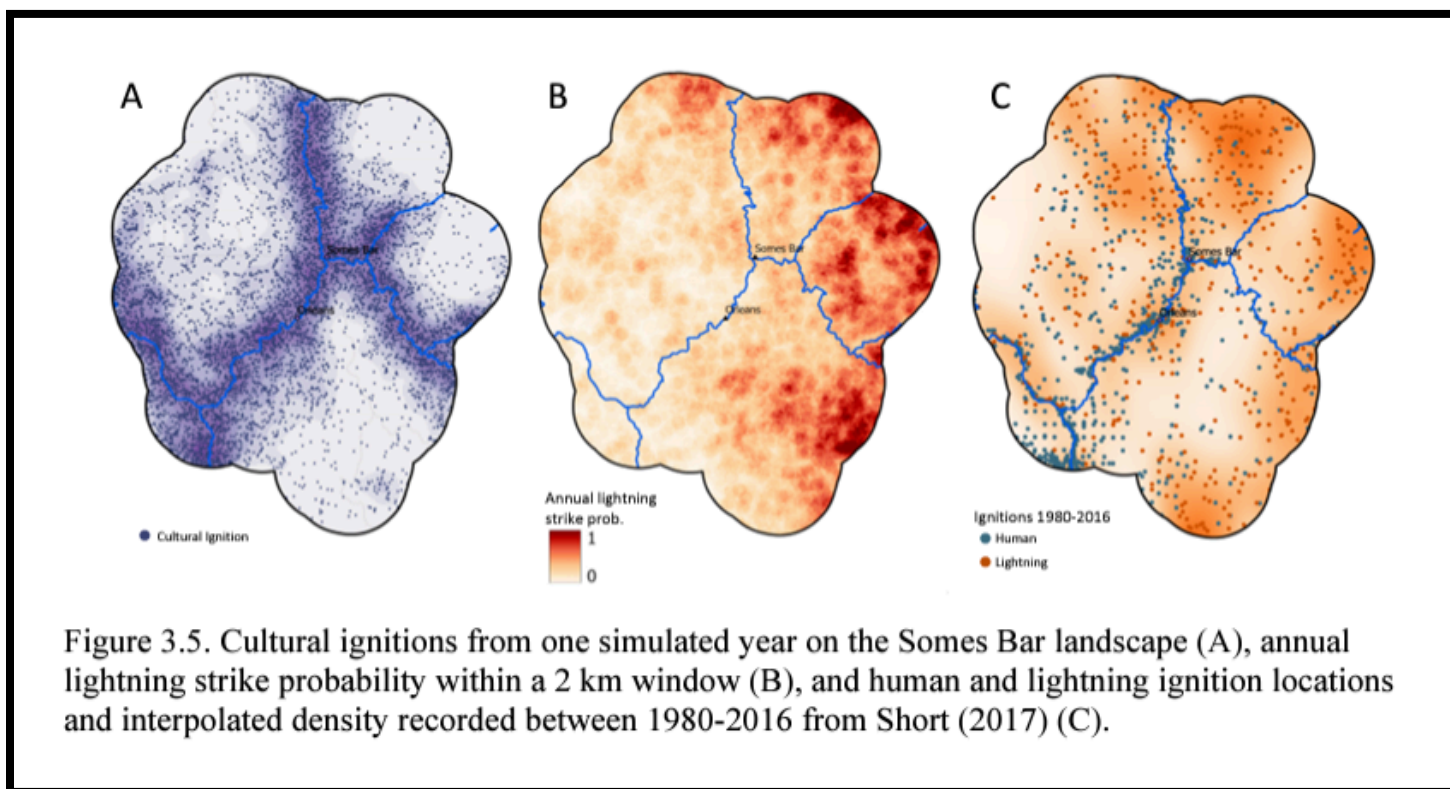 A
B
C
Somes Bar
Orleans
Somes Bar
Orleans
Somes Bar
Orleans
Cultural Ignition
Annual lightning
strike prob.
1
0
Ignitions 1980-2016
Human
Lightning
Figure 3.5. Cultural ignitions from one simulated year on the Somes Bar landscape (A), annual
lightning strike probability within a 2 km window (B), and human and lightning ignition locations
and interpolated density recorded between 1980-2016 from Short (2017) (C).